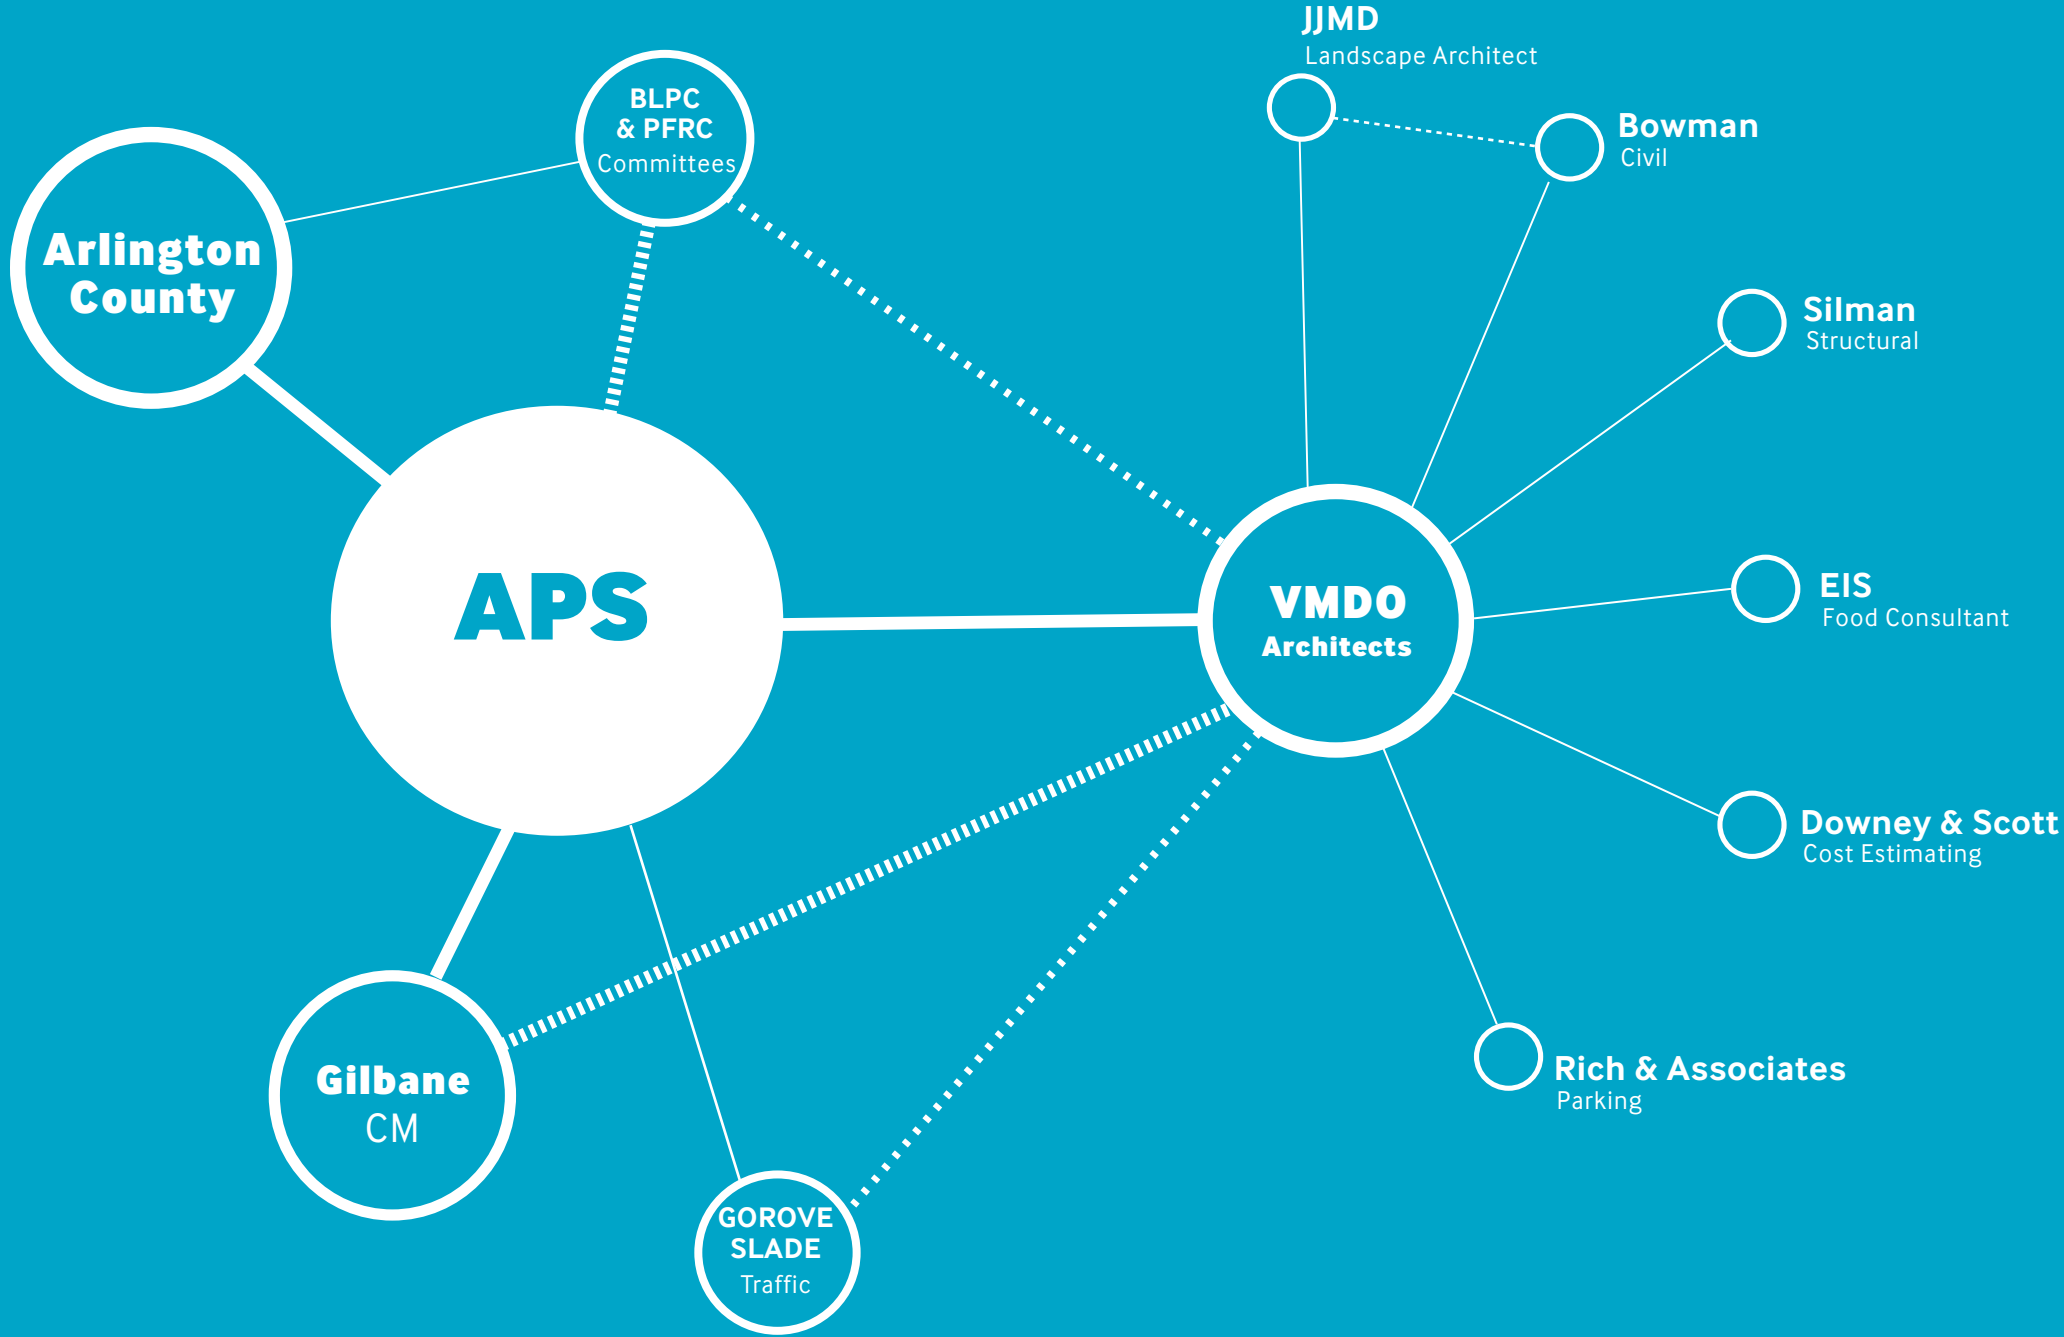 JJMD
Landscape Architect
BLPC
& PFRC
Committees
Bowman
Civil
Arlington
County
Silman
Structural
APS
VMDO
Architects
EIS
Food Consultant
Downey & Scott
Cost Estimating
Gilbane
CM
Rich & Associates
Parking
GOROVE
SLADE
Traffic